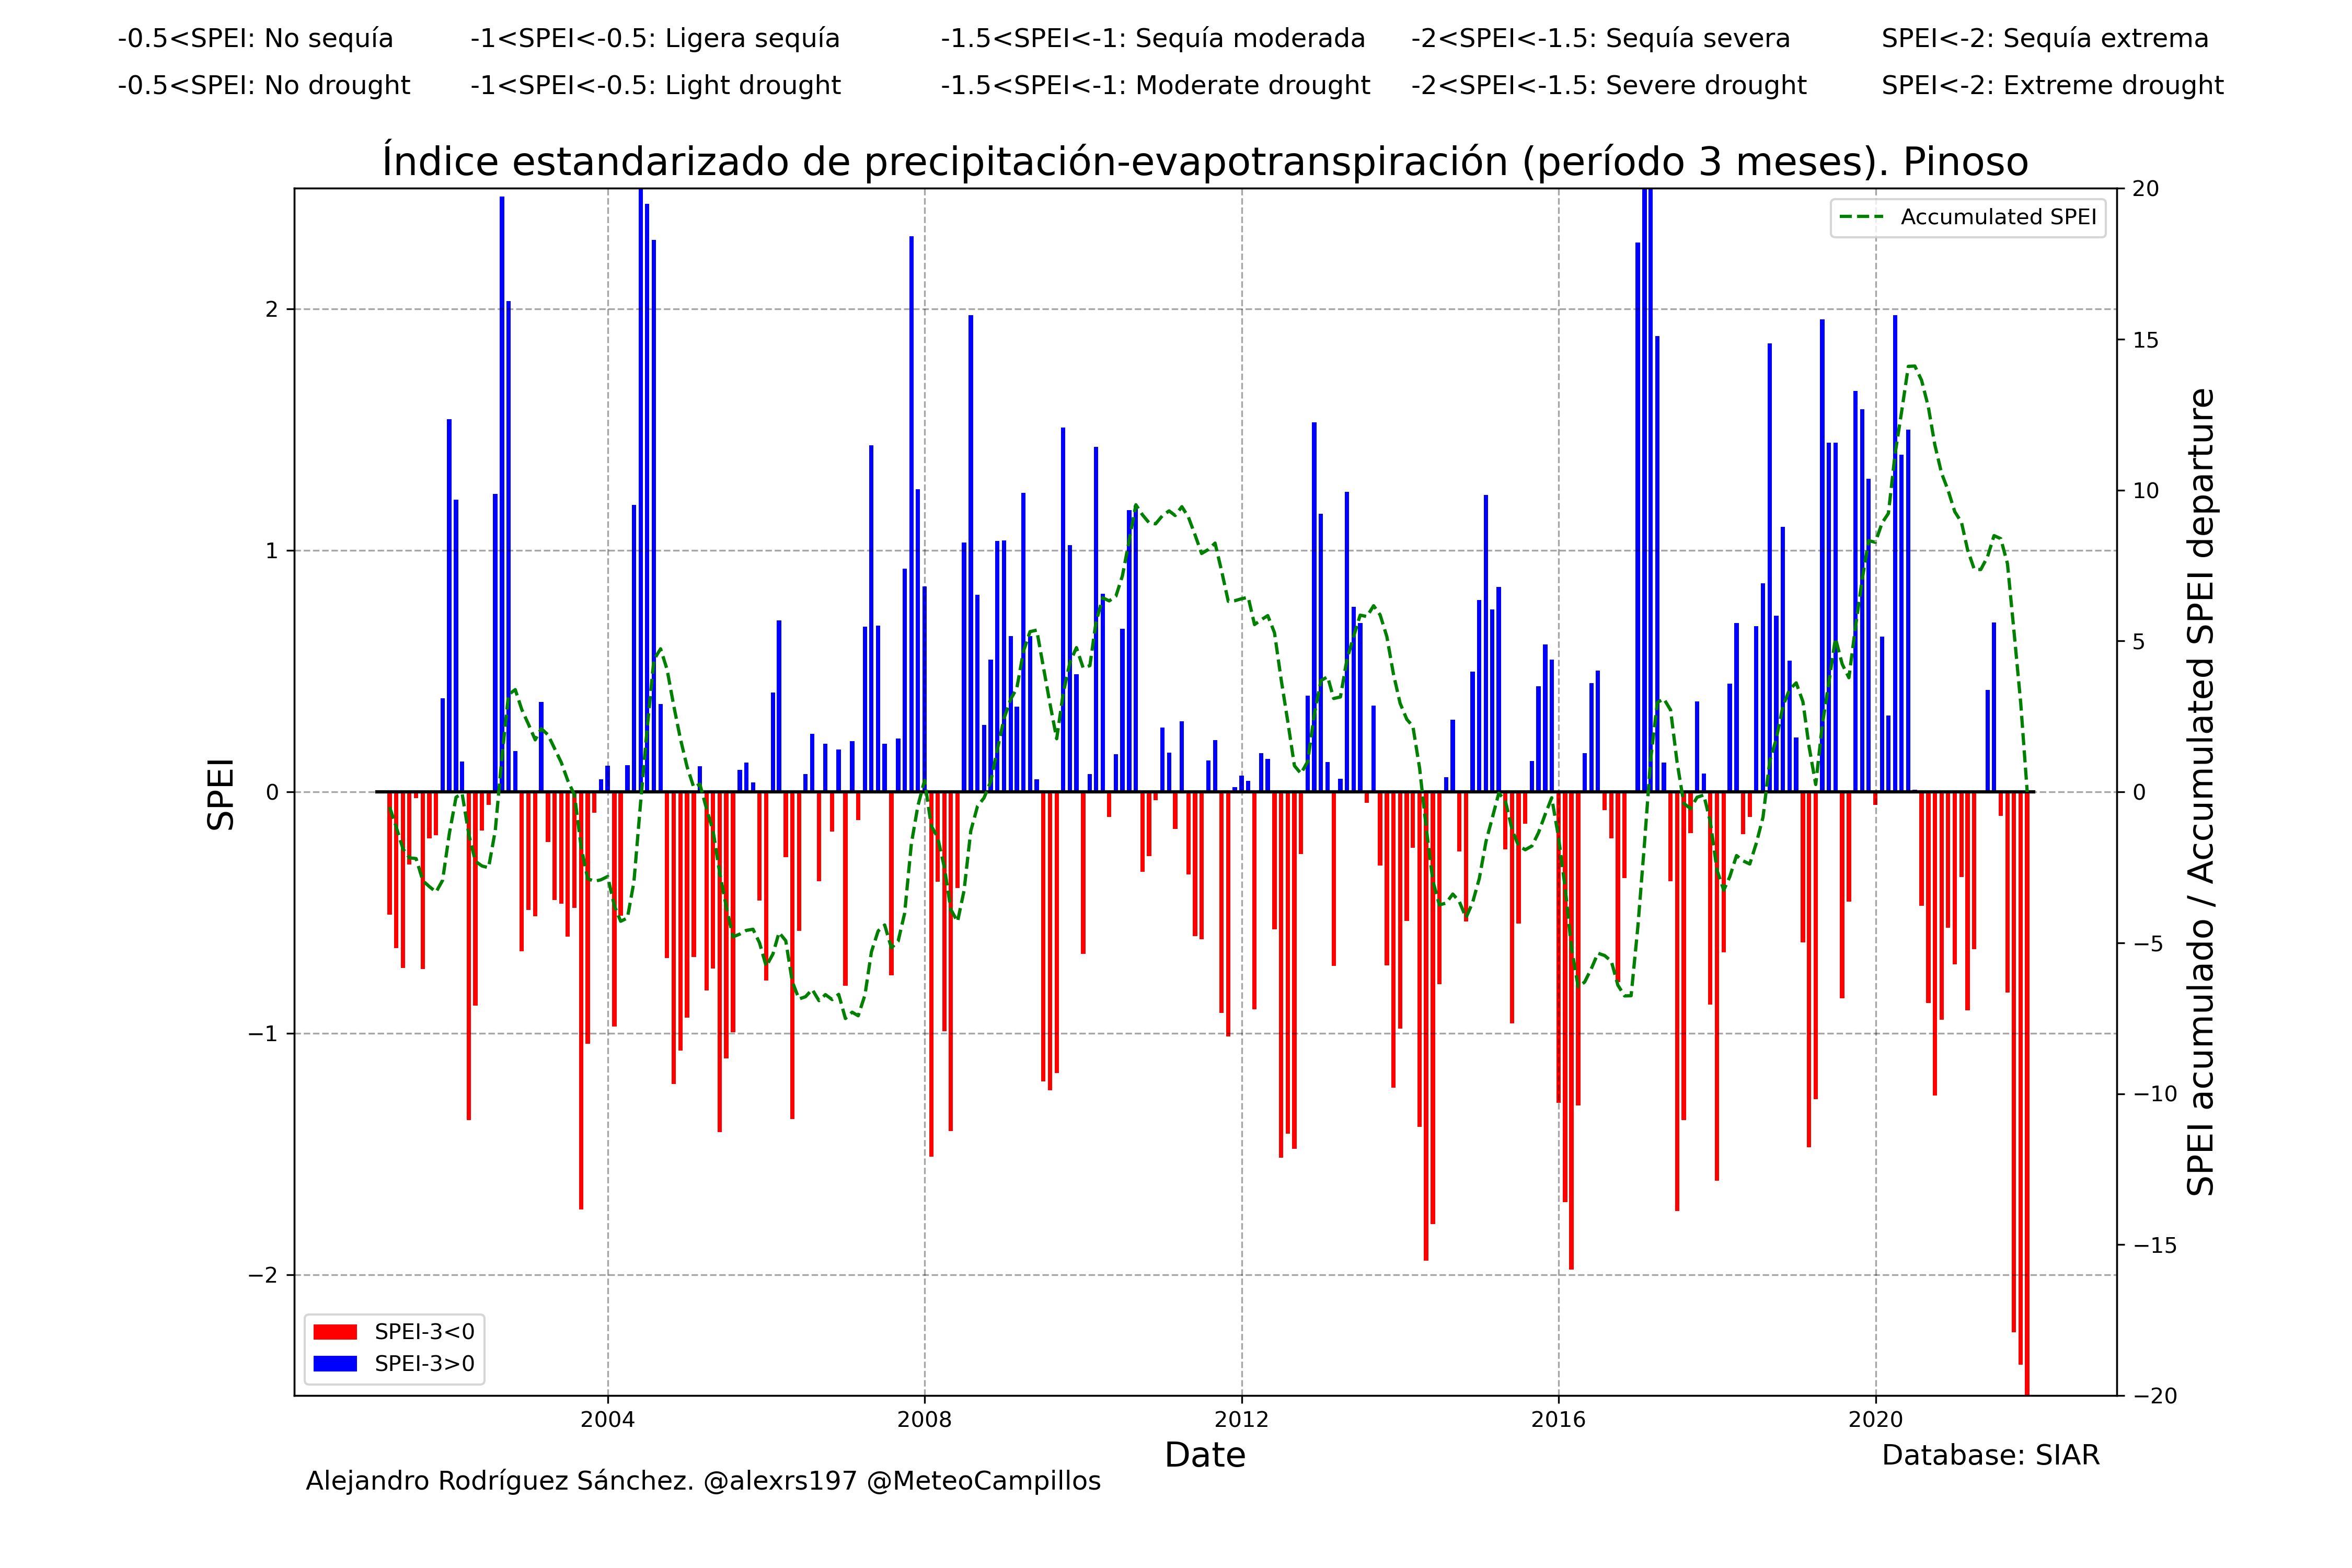 -0.5<SPEI: No sequía -1<SPEI<-0.5: Ligera sequía -1.5<SPEI<-1: Sequía moderada -2<SPEI<-1.5: Sequía severa SPEI<-2: Sequía extrema
-0.5<SPEI: No drought -1<SPEI<-0.5: Light drought -1.5<SPEI<-1: Moderate drought -2<SPEI<-1.5: Severe drought SPEI<-2: Extreme drought
Índice estandarizado de precipitación-evapotranspiración (período 3 meses). Pinoso
Accumulated SPEI
SPEI
2
1
0
−1
−2
20
15
10
5
0
−5
−10
−15
−20
SPEI acumulado / Accumulated SPEI departure
SPEI-3<0
SPEI-3>0
2004 2008 2012 2016 2020
Date
Database: SIAR
Alejandro Rodríguez Sánchez. @alexrs197 @MeteoCampillos